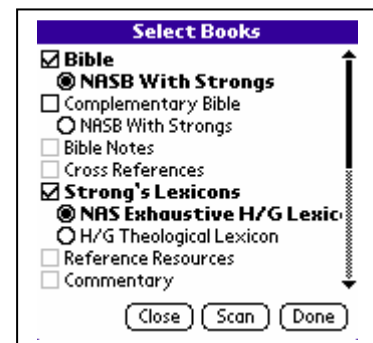 Select Books
Bible
NASB With Strongs
Complementary Bible
NASB With Strongs
Bible Notes
Cross References
Strong's Lexicons
NAS Exhaustive H/G Lexic
H/G Theological Lexicon
Reference Resources
Commentary
Close Scan Done